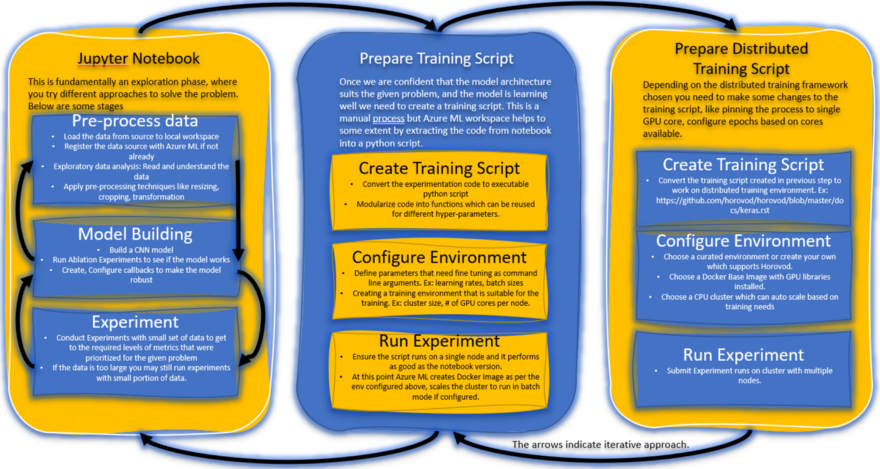 Jupyter Notebook
This is fundamentally an exploration phase, where
you try different approaches to solve the problem.
Below are some stages
Pre-process data
• Load the data from source to local workspace
• Register the data source with Azure ML if not
already
• Exploratory data analysis: Read and understand the
data
• Apply pre-processing techniques like resizing,
cropping, transformation
Model Building
• Build a CNN model
• Run Ablation Experiments to see if the model works
• Create, Configure callbacks to make the model
robust
Experiment
• Conduct Experiments with small set of data to get
to the required levels of metrics that were
prioritized for the given problem
• If the data is too large you may still run experiments
with small portion of data.
Prepare Training Script
Once we are confident that the model architecture
suits the given problem, and the model is learning
well we need to create a training script. This is a
manual process but Azure ML workspace helps to
some extent by extracting the code from notebook
into a python script.
Create Training Script
• Convert the experimentation code to executable
python script
• Modularize code into functions which can be reused
for different hyper-parameters.
Configure Environment
• Define parameters that need fine tuning as command
line arguments. Ex: learning rates, batch sizes
• Creating a training environment that is suitable for the
training. Ex: cluster size, # of GPU cores per node.
Run Experiment
• Ensure the script runs on a single node and it performs
as good as the notebook version.
• At this point Azure ML creates Docker Image as per the
env configured above, scales the cluster to run in batch
mode if configured.
Prepare Distributed
Training Script
Depending on the distributed training framework
chosen you need to make some changes to the
training script, like pinning the process to single
GPU core, configure epochs based on cores
available.
Create Training Script
• Convert the training script created in previous step to
work on distributed training environment. Ex:
https://github.com/horovod/horovod/blob/master/do
cs/keras.rst
Configure Environment
• Choose a curated environment or create your own
which supports Horovod.
• Choose a Docker Base Image with GPU libraries
installed.
• Choose a CPU cluster which can auto scale based on
training needs
Run Experiment
• Submit Experiment runs on cluster with multiple
nodes.
The arrows indicate iterative approach.